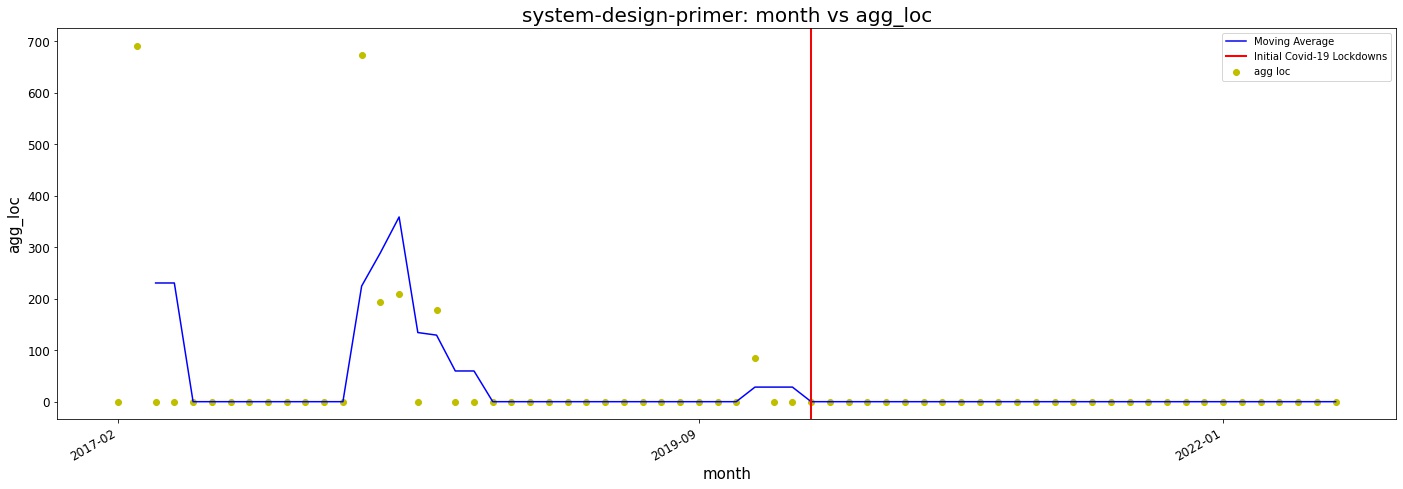 system-design-primer: month vs agg_loc
Moving Average
Initial Covid-19 Lockdowns
agg loc
700
600
500
400
300
200
100
0
agg_loc
2017-02
2019-09
2022-01
month